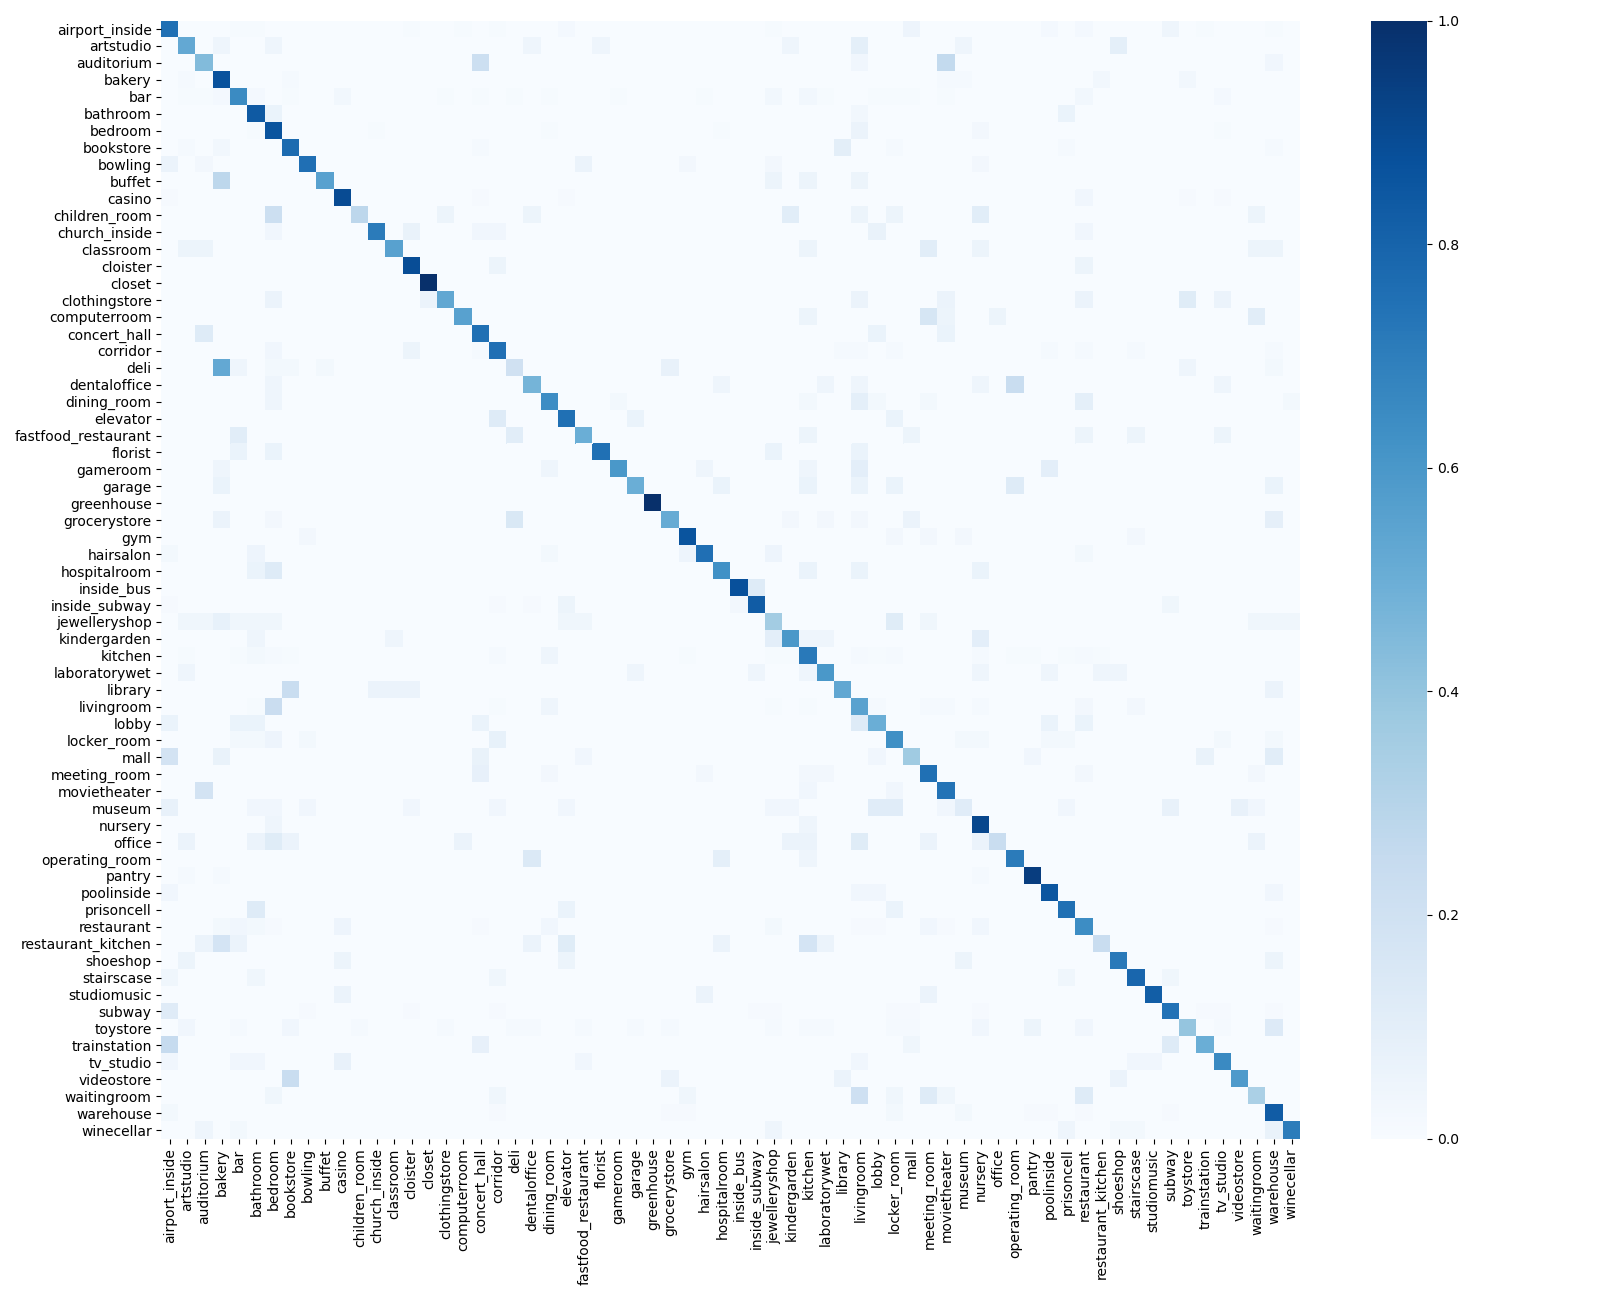 airport_inside
artstudio
auditorium
bakery
bar
bathroom
bedroom
bookstore
bowling
buffet
casino
children_room
church_inside
classroom
cloister
closet
clothingstore
computerroom
concert_hall
corridor
deli
dentaloffice
dining_room
elevator
fastfood_restaurant
florist
gameroom
garage
greenhouse
grocerystore
gym
hairsalon
hospitalroom
inside_bus
inside_subway
jewelleryshop
kindergarden
kitchen
laboratorywet
library
livingroom
lobby
locker_room
mall
meeting_room
movietheater
museum
nursery
office
operating_room
pantry
poolinside
prisoncell
restaurant
restaurant_kitchen
shoeshop
stairscase
studiomusic
subway
toystore
trainstation
tv_studio
videostore
waitingroom
warehouse
winecellar
airport_inside
artstudio
auditorium
bakery
bar
bathroom
bedroom
bookstore
bowling
buffet
casino
children_room
church_inside
classroom
cloister
closet
clothingstore
computerroom
concert_hall
corridor
deli
dentaloffice
dining_room
elevator
fastfood_restaurant
florist
gameroom
garage
greenhouse
grocerystore
gym
hairsalon
hospitalroom
inside_bus
inside_subway
jewelleryshop
kindergarden
kitchen
laboratorywet
library
livingroom
lobby
locker_room
mall
meeting_room
movietheater
museum
nursery
office
operating_room
pantry
poolinside
prisoncell
restaurant
restaurant_kitchen
shoeshop
stairscase
studiomusic
subway
toystore
trainstation
tv_studio
videostore
waitingroom
warehouse
winecellar
1.0
0.8
0.6
0.4
0.2
0.0